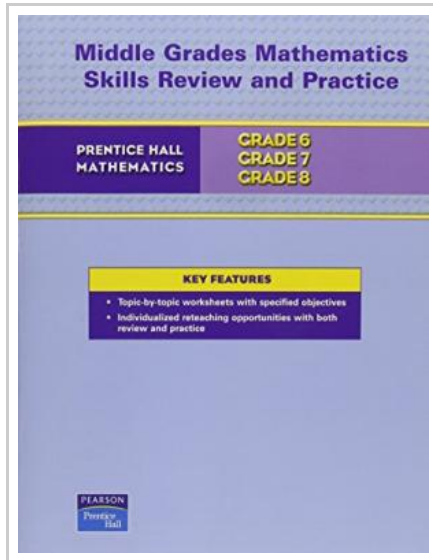 Middle Grades Mathematics
Skills Review and Practice
PRENTICE HALL
MATHEMATICS
GRADE 6
GRADE 7
GRADE 8
KEY FEATURES
• Topic-by-topic worksheets with specified objectives
• Individualized reteaching opportunities with both
review and practice
PEARSON
Prentice
Hall